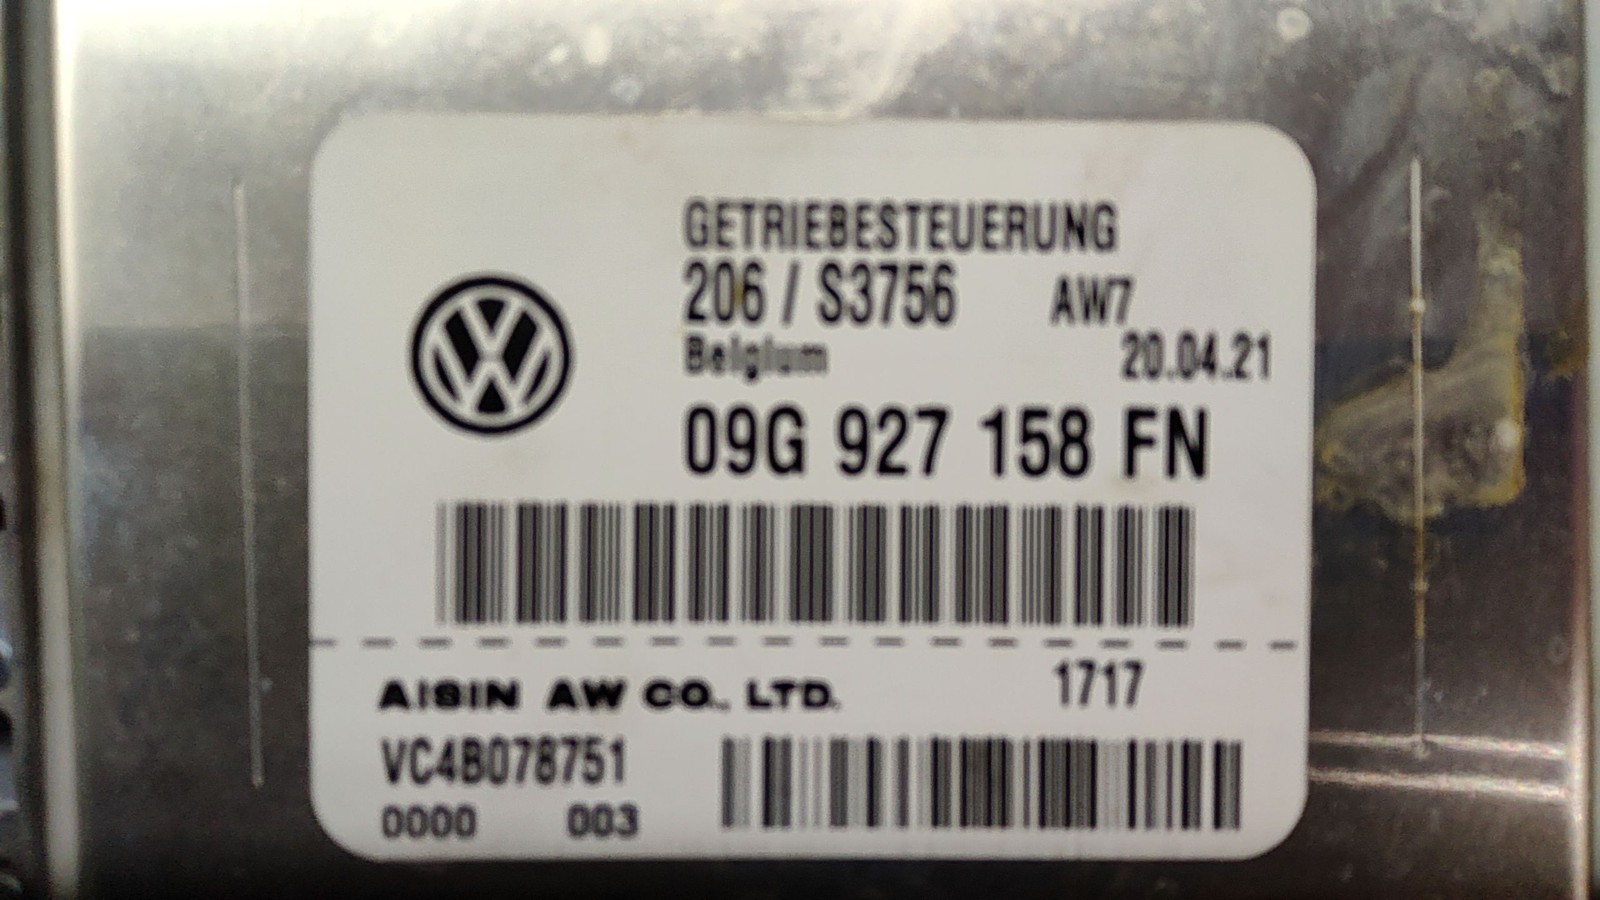 GETRIEBESTEUERUNG
206 / S3756 AW7
Belgium 20.04.21
09G 927 158 FN
AISIN AW CO., LTD. 1717
VC4B078751
0000 003